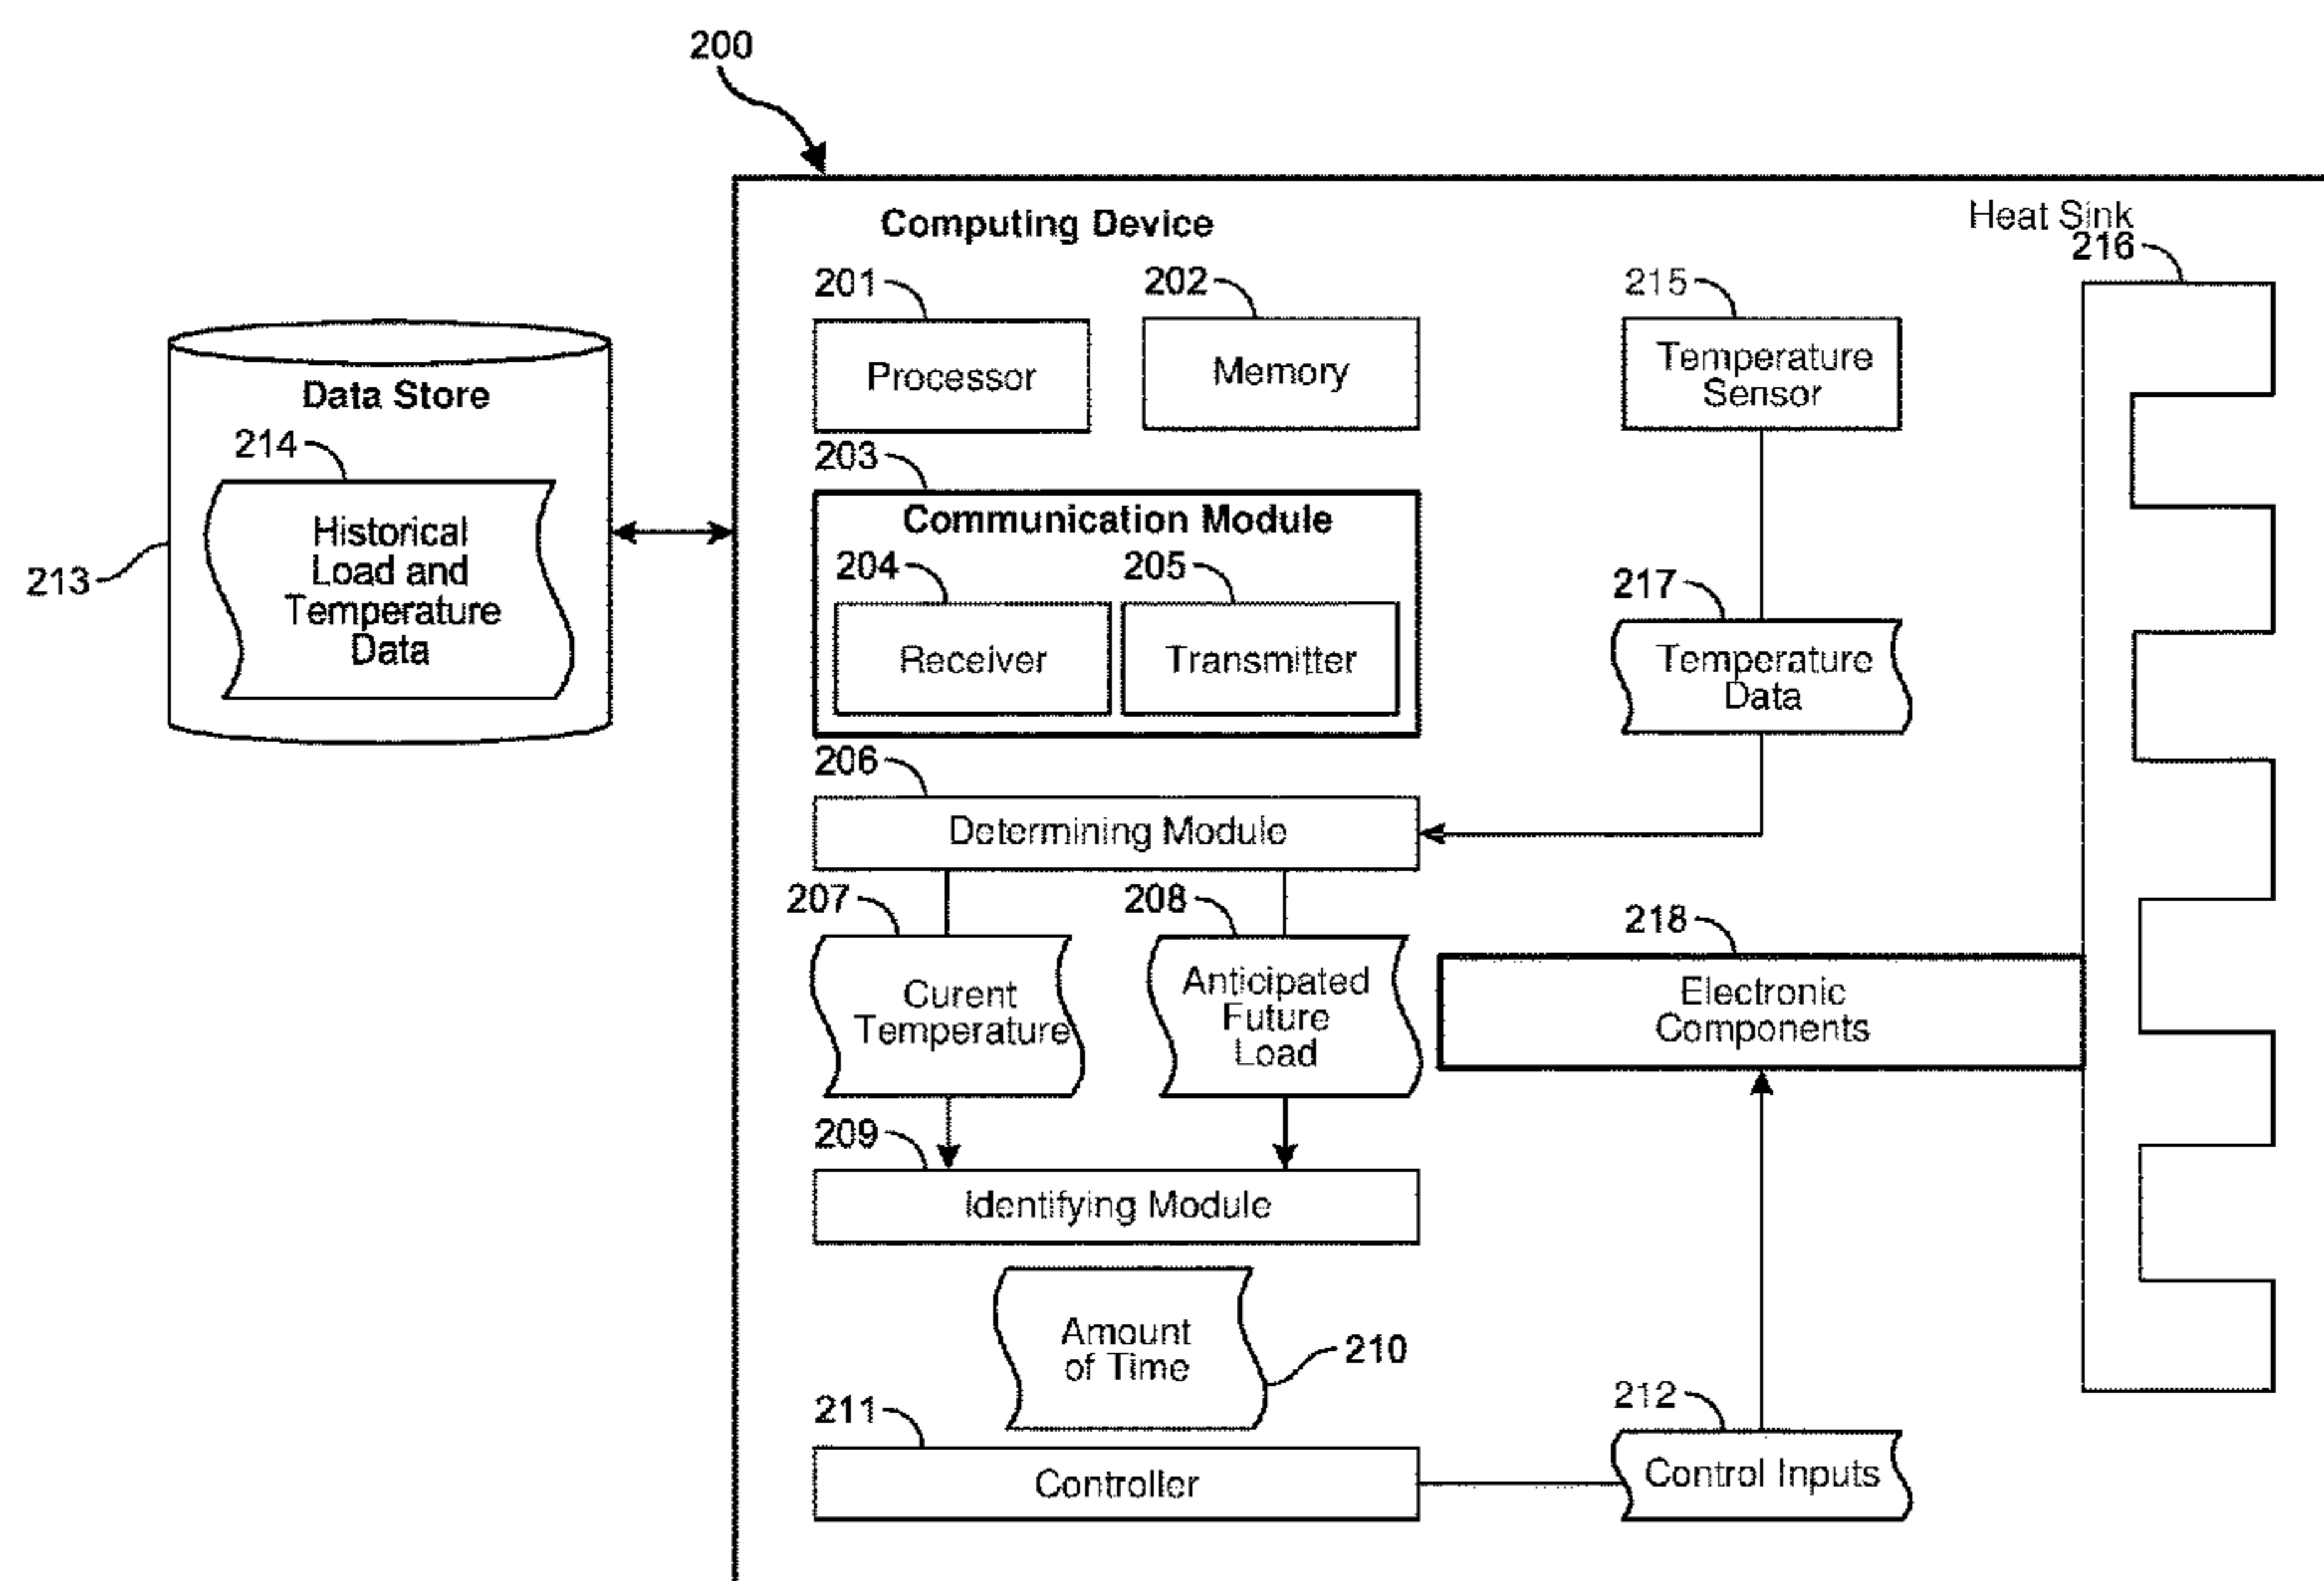 200
Computing Device
Heat Sink
216
201
202
215
Processor
Memory
Temperature
Sensor
Data Store
214
Historical
Load and
Temperature
Data
213
203
Communication Module
204
205
Receiver
Transmitter
217
Temperature
Data
206
Determining Module
207
208
218
Curent
Temperature
Anticipated
Future
Load
Electronic
Components
209
Identifying Module
Amount
of Time
210
211
212
Controller
Control Inputs